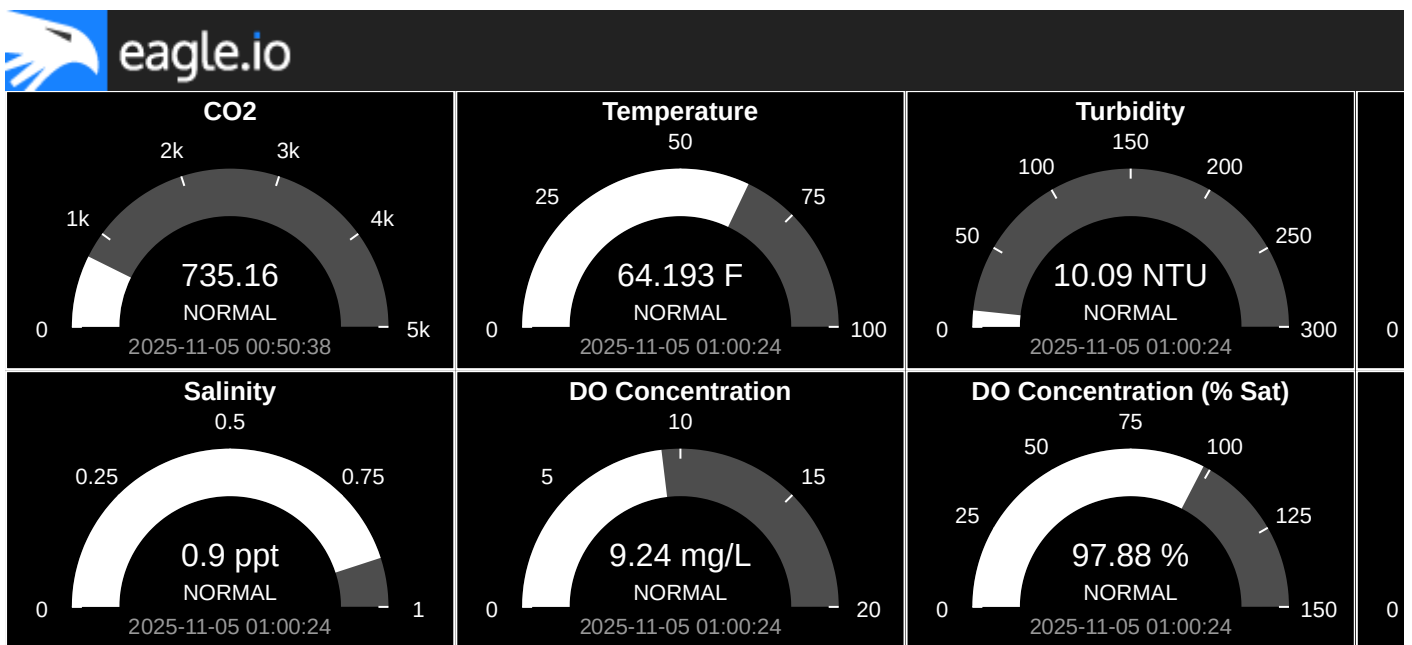 eagle.io
CO2
2k 3k
1k 4k
735.16
NORMAL
0 5k
2025-11-05 00:50:38
Temperature
50
25 75
64.193 F
NORMAL
0 100
2025-11-05 01:00:24
Turbidity
150
100 200
50 250
10.09 NTU
NORMAL
0 300
2025-11-05 01:00:24
0
Salinity
0.5
0.25 0.75
0.9 ppt
NORMAL
0 1
2025-11-05 01:00:24
DO Concentration
10
5 15
9.24 mg/L
NORMAL
0 20
2025-11-05 01:00:24
DO Concentration (% Sat)
75
50 100
25 125
97.88 %
NORMAL
0 150
2025-11-05 01:00:24
0